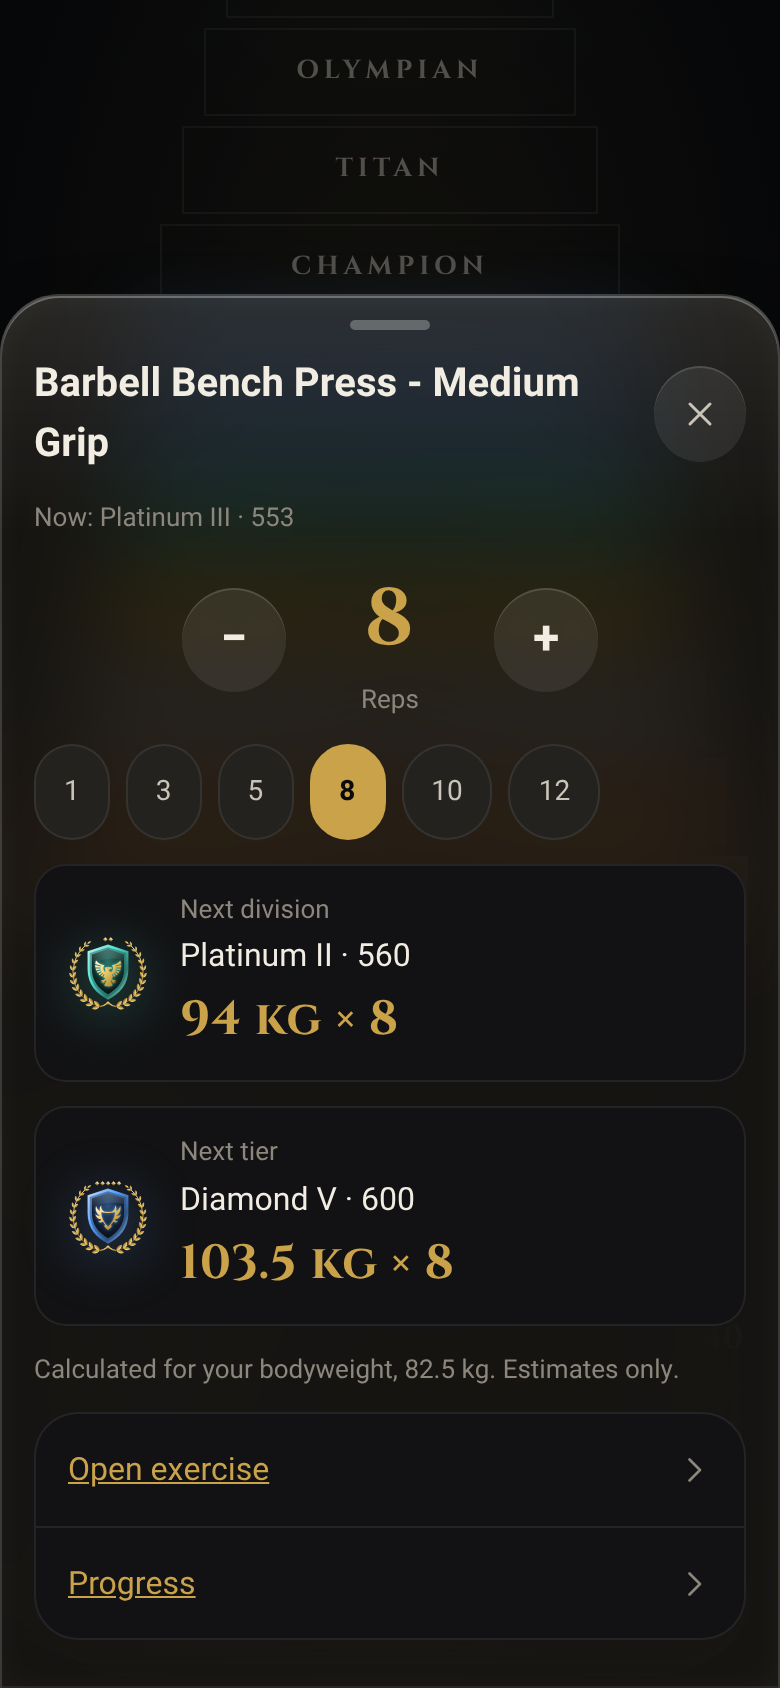 OLYMPIAN
TITAN
CHAMPION
Barbell Bench Press - Medium
Grip
Now: Platinum III · 553
− 8 +
Reps
1 3 5 8 10 12
Next division
Platinum II · 560
94 KG × 8
Next tier
Diamond V · 600
103.5 KG × 8
Calculated for your bodyweight, 82.5 kg. Estimates only.
Open exercise
Progress